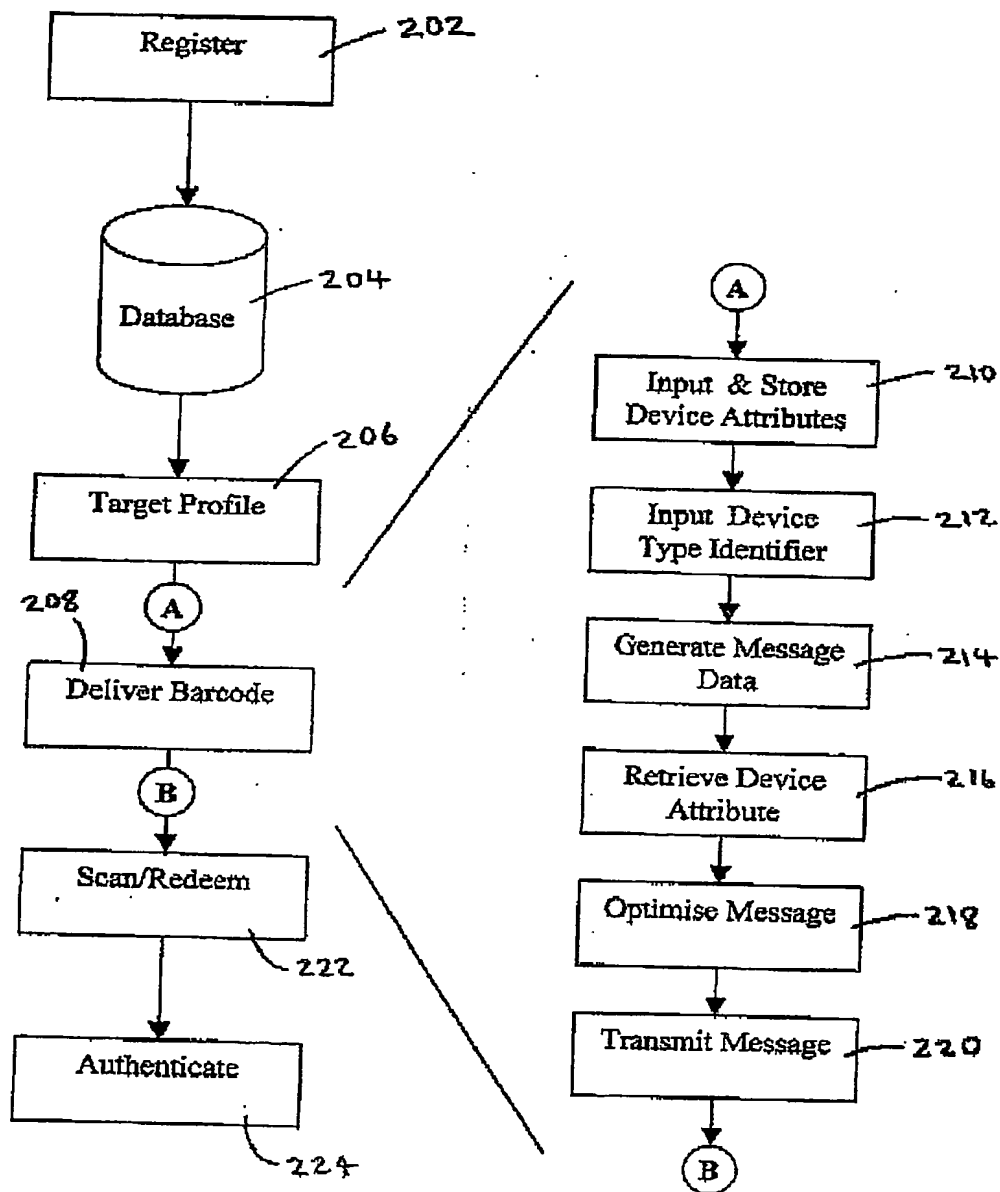 Register
202
Database
204
206
Target Profile
A
208
Deliver Barcode
B
Scan/Redeem
222
Authenticate
224
A
Input & Store
Device Attributes
210
Input Device
Type Identifier
212
Generate Message
Data
214
Retrieve Device
Attribute
216
Optimise Message
218
Transmit Message
220
B